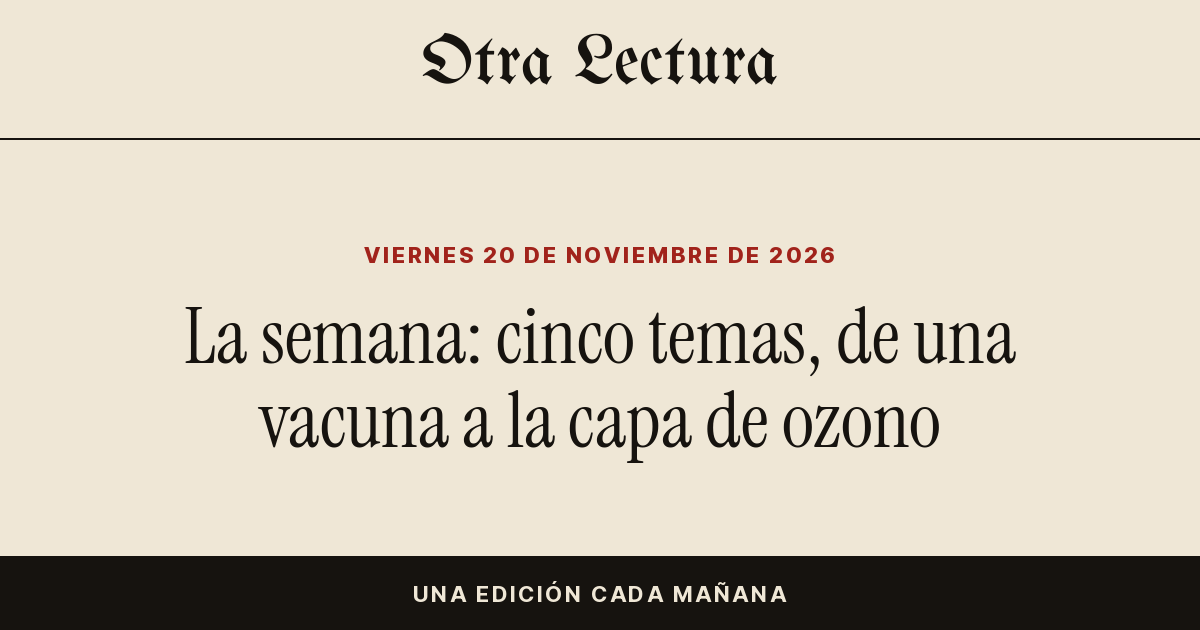 Otra Lectura
VIERNES 20 DE NOVIEMBRE DE 2026
La semana: cinco temas, de una
vacuna a la capa de ozono
UNA EDICIÓN CADA MAÑANA